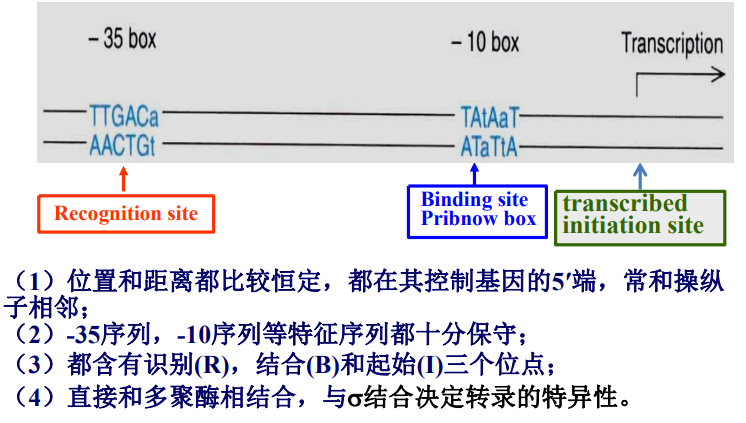 – 35 box – 10 box Transcription
TTGACa TAtAaT
AACTGt ATaTtA
Recognition site
Binding site
Pribnow box
transcribed
initiation site
（1）位置和距离都比较恒定，都在其控制基因的5′端，常和操纵
子相邻；
（2）-35序列，-10序列等特征序列都十分保守；
（3）都含有识别(R)，结合(B)和起始(I)三个位点；
（4）直接和多聚酶相结合，与σ结合决定转录的特异性。